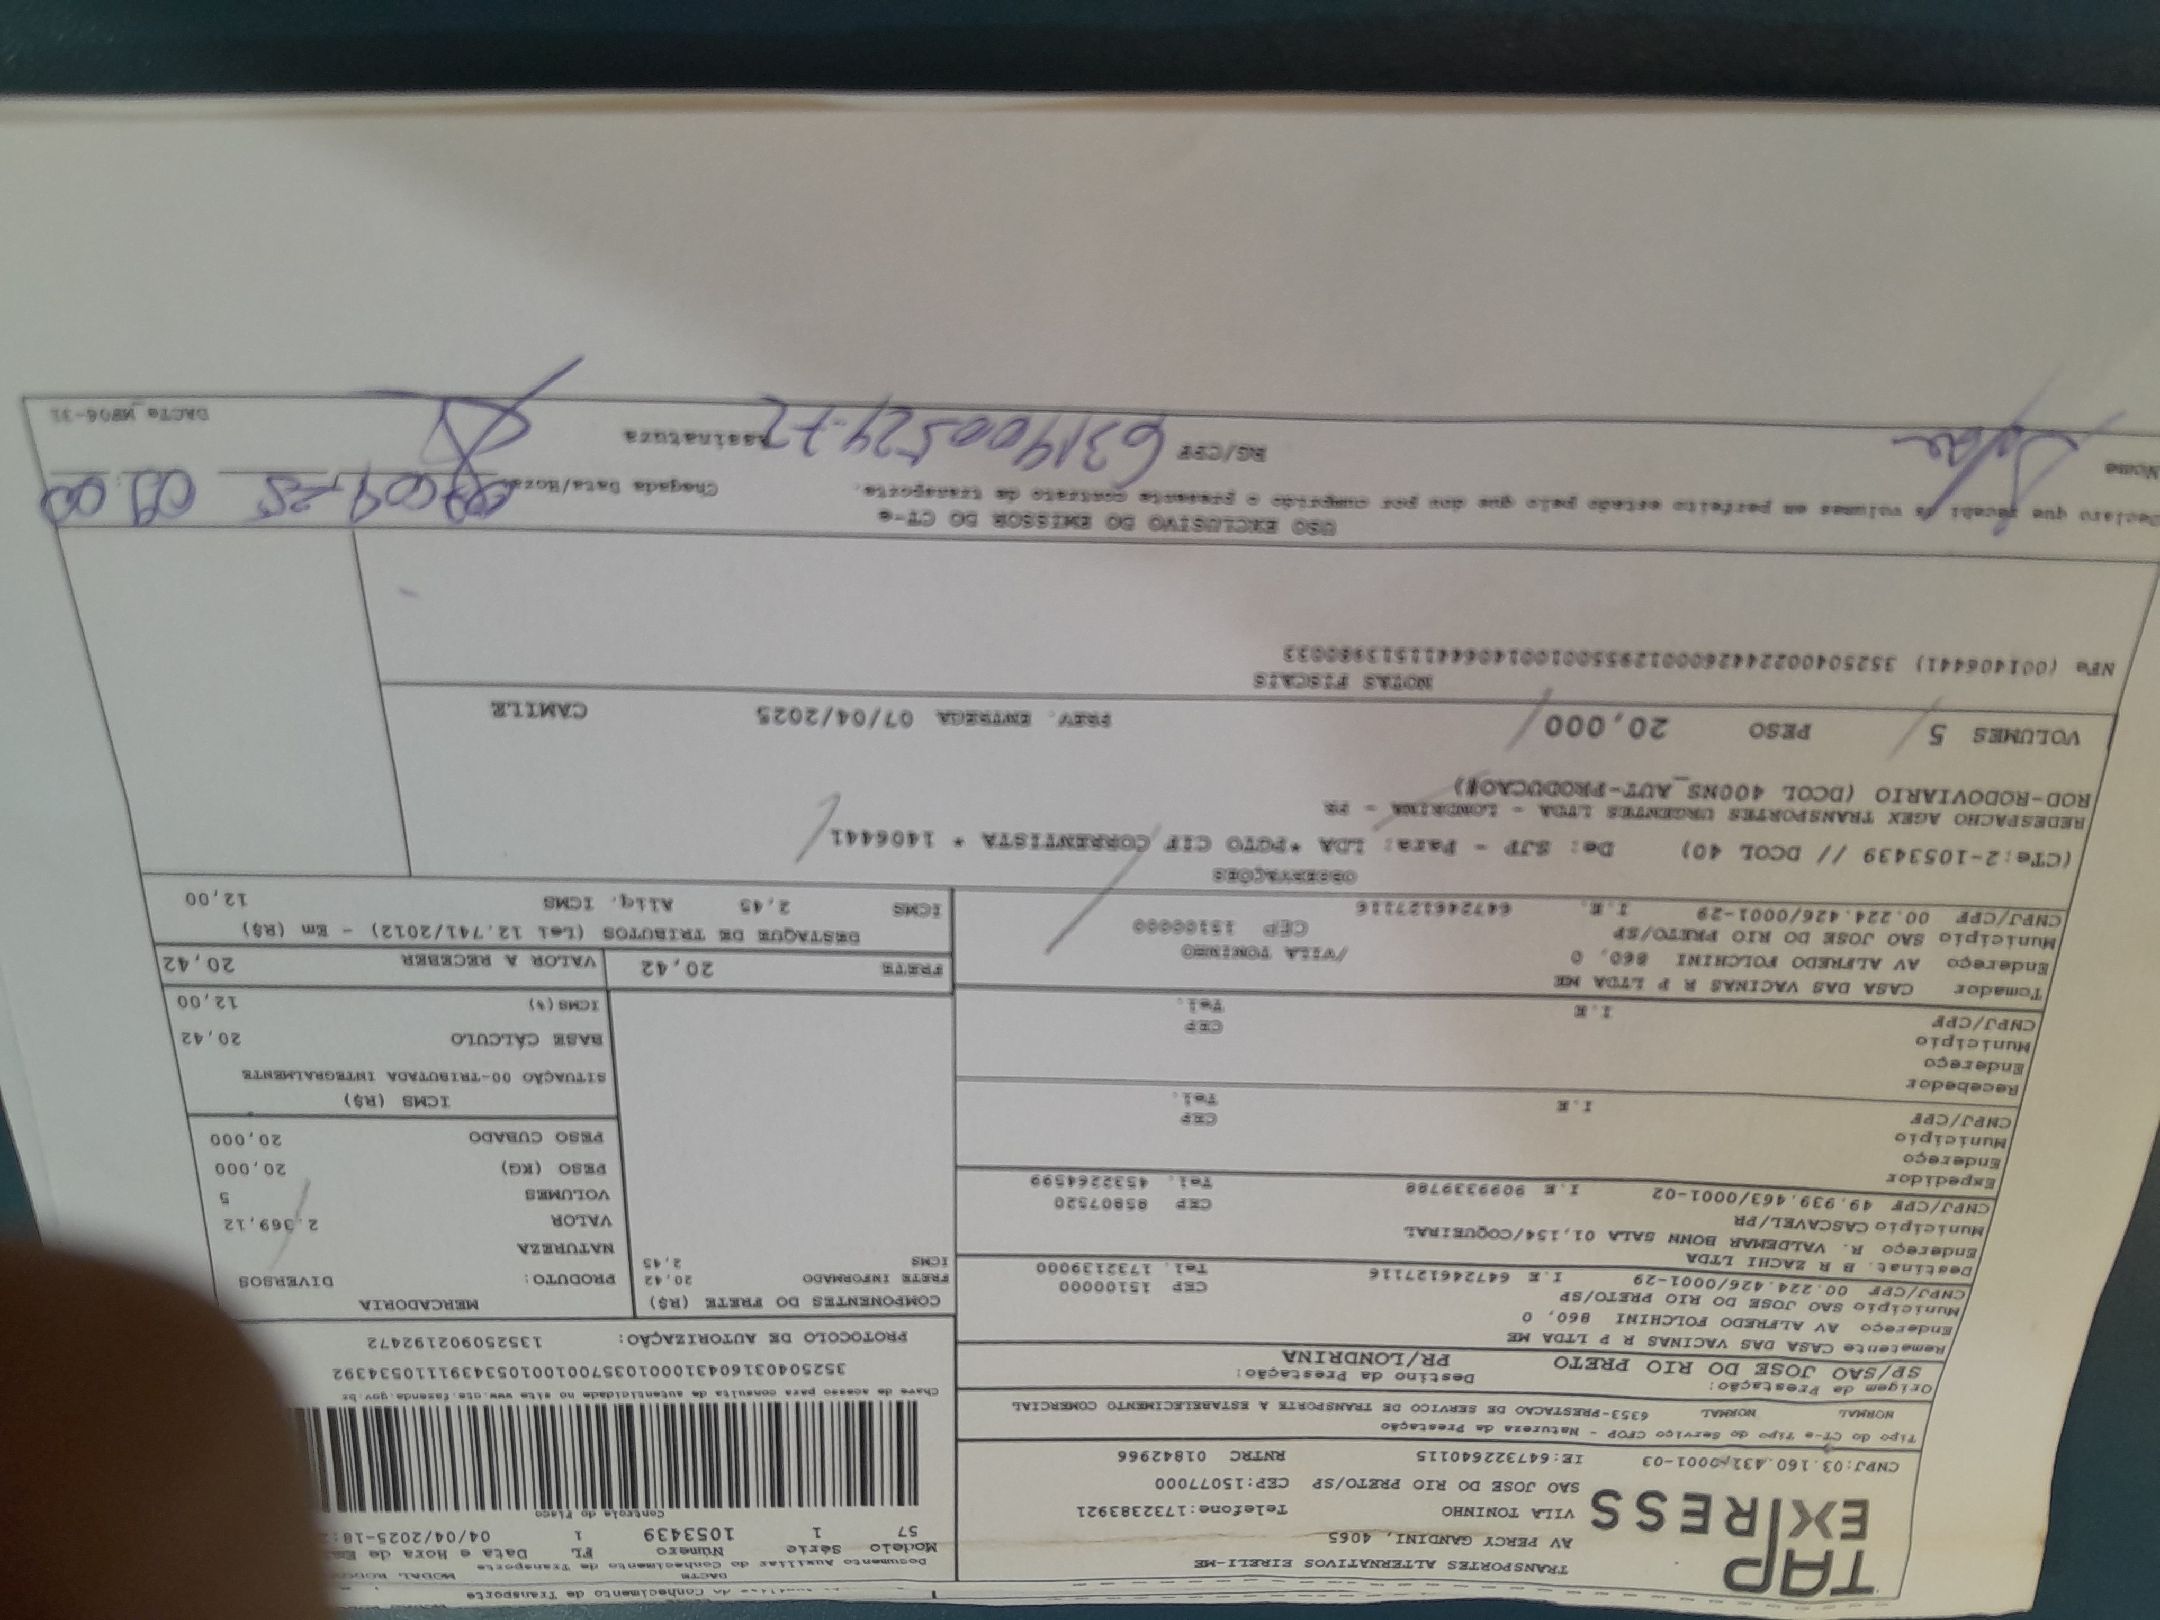 TAP
EXPRESS
TRANSPORTES ALTERNATIVOS EIRELI-ME
AV PERCY GANDINI, 4065
VILA TONINHO Telefone:1732383921
SAO JOSE DO RIO PRETO/SP CEP:15077000
CNPJ:03.160.431/0001-03 IE:647322640115 RNTRC 01842966
DACTE
Documento Auxiliar do Conhecimento de Transporte
Modelo Série Número FL Data e Hora de
57 1 1053439 1 04/04/2025-18:
Controle do Fisco
Chave de acesso para consulta de autenticidade no site www.cte.fazenda.gov.br
PROTOCOLO DE AUTORIZAÇÃO: 135250902192472
Tipo do CT-e Tipo do Serviço CFOP - Natureza da Prestação
NORMAL NORMAL 6353-PRESTACAO DE SERVICO DE TRANSPORTE A ESTABELECIMENTO COMERCIAL
Origem da Prestação: Destino da Prestação:
SP/SAO JOSE DO RIO PRETO PR/LONDRINA
Remetente CASA DAS VACINAS R P LTDA ME
Endereço AV ALFREDO FOLCHINI 860, 0
Município SAO JOSE DO RIO PRETO/SP CEP 15100000
CNPJ/CPF 00.224.426/0001-29 I.E 647246127116 Tel. 1732139000
Destinat. B R B ZACHI LTDA
Endereço R. VALDEMAR BONN SALA 01,154/COQUEIRAL
Município CASCAVEL/PR CEP 85807520
CNPJ/CPF 49.939.463/0001-02 I.E 9099339788 Tel. 4532264599
Expedidor
Endereço
Município CEP
CNPJ/CPF I.E Tel.
Recebedor
Endereço
Município CEP
CNPJ/CPF I.E Tel.
Tomador CASA DAS VACINAS R P LTDA ME
Endereço AV ALFREDO FOLCHINI 860, 0 /VILA TONINHO
Município SAO JOSE DO RIO PRETO/SP CEP 15100000
CNPJ/CPF 00.224.426/0001-29 I.E. 647246127116
COMPONENTES DO FRETE (R$)
FRETE INFORMADO 20,42
ICMS 2,45
MERCADORIA
PRODUTO: DIVERSOS
NATUREZA
VALOR 2.369,12
VOLUMES 5
PESO (KG) 20,000
PESO CUBADO 20,000
ICMS (R$)
SITUAÇÃO 00-TRIBUTADA INTEGRALMENTE
BASE CÁLCULO 20,42
ICMS(%) 12,00
FRETE 20,42 VALOR A RECEBER 20,42
DESTAQUE DE TRIBUTOS (Lei 12.741/2012) - Em (R$)
ICMS 2,45 Aliq. ICMS 12,00
OBSERVAÇÕES
(CTe:2-1053439 // DCOL 40) De: SJP - Para: LDA *PGTO CIF CORRENTISTA * 1406441
REDESPACHO AGEX TRANSPORTES URGENTES LTDA - LONDRINA - PR
ROD-RODOVIARIO (DCOL 400NS_AUT-PRODUCAO#)
VOLUMES 5 PESO 20,000 PREV. ENTREGA 07/04/2025 CAMILE
NOTAS FISCAIS
NFe (001406441)
USO EXCLUSIVO DO EMISSOR DO CT-e
Declaro que recebi os volumes em perfeito estado pelo que dou por cumprido o presente contrato de transporte.
Chegada Data/Hora
Nome RG/CPF 631400524-72 Assinatura